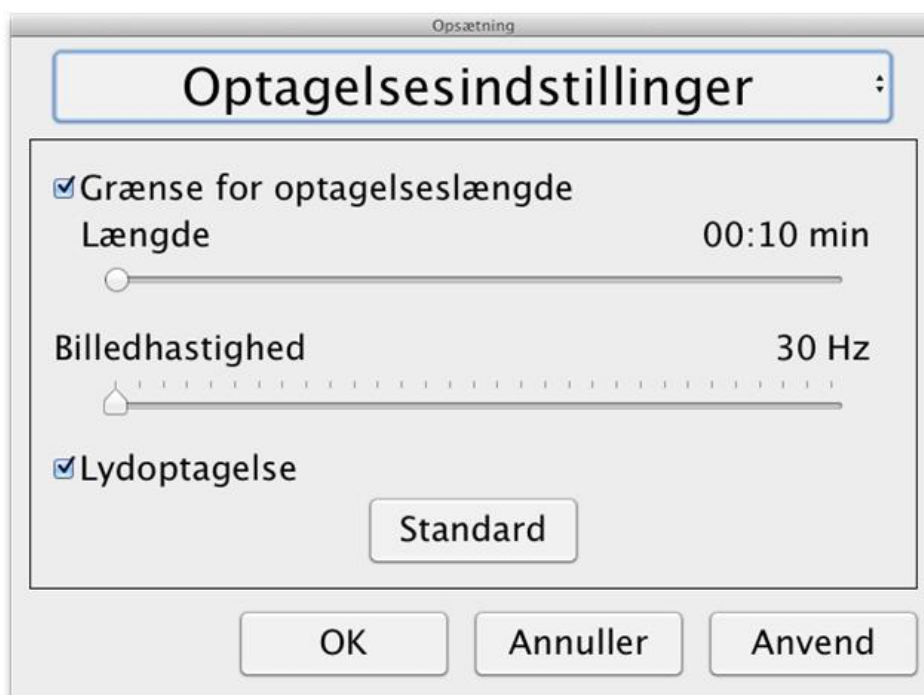 Opsætning
Optagelsesindstillinger
Grænse for optagelseslængde
Længde 00:10 min
Billedhastighed 30 Hz
Lydoptagelse
Standard
OK Annuller Anvend